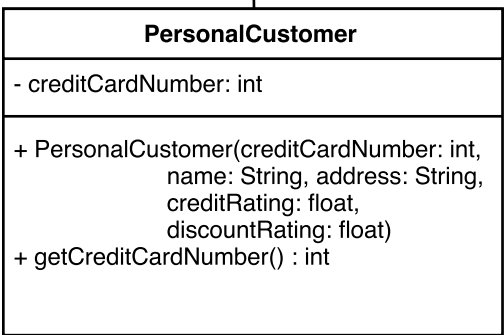 PersonalCustomer
- creditCardNumber: int
+ PersonalCustomer(creditCardNumber: int,
name: String, address: String,
creditRating: float,
discountRating: float)
+ getCreditCardNumber() : int